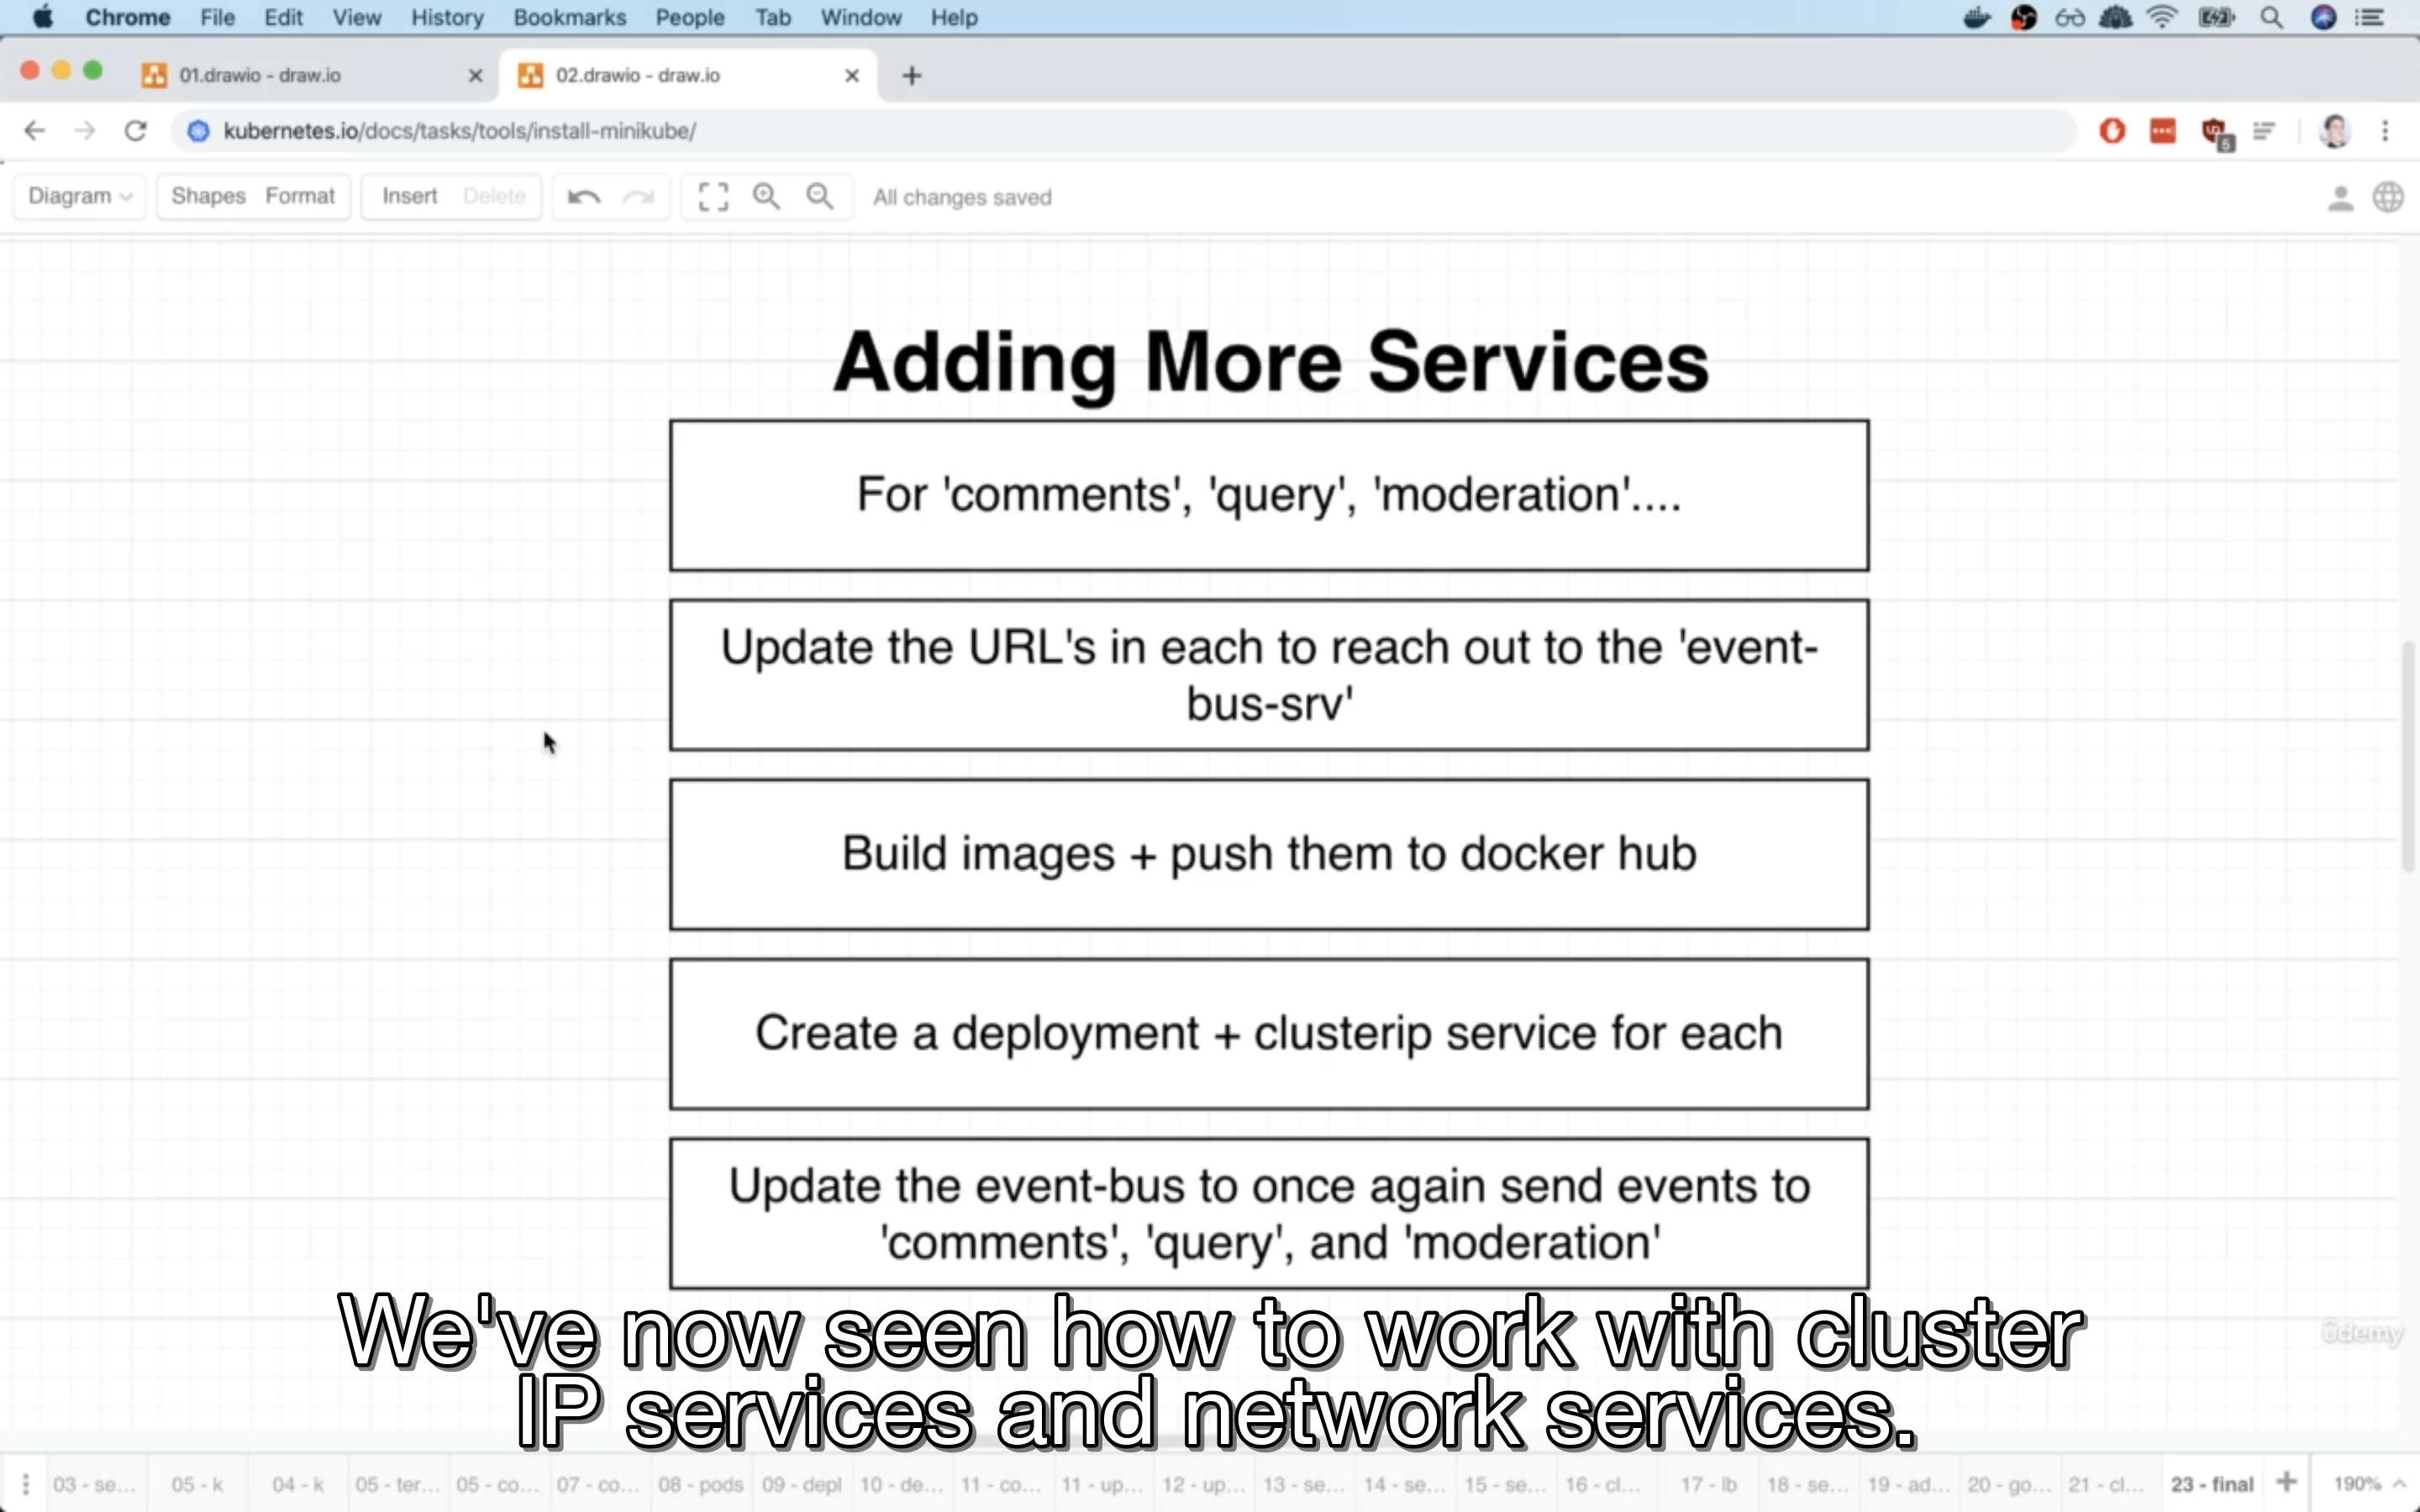 Chrome File Edit View History Bookmarks People Tab Window Help
01.drawio - draw.io
02.drawio - draw.io
kubernetes.io/docs/tasks/tools/install-minikube/
5
Diagram Shapes Format Insert Delete All changes saved
Adding More Services
For 'comments', 'query', 'moderation'....
Update the URL's in each to reach out to the 'event-
bus-srv'
Build images + push them to docker hub
Create a deployment + clusterip service for each
Update the event-bus to once again send events to
'comments', 'query', and 'moderation'
We've now seen how to work with cluster
IP services and network services.
ûdemy
03 - se... 05 - k 04 - k 05 - ter... 05 - co... 07 - co... 08 - pods 09 - depl 10 - de... 11 - co... 11 - up... 12 - up... 13 - se... 14 - se... 15 - se... 16 - cl... 17 - lb 18 - se... 19 - ad... 20 - go... 21 - cl... 23 - final 190%